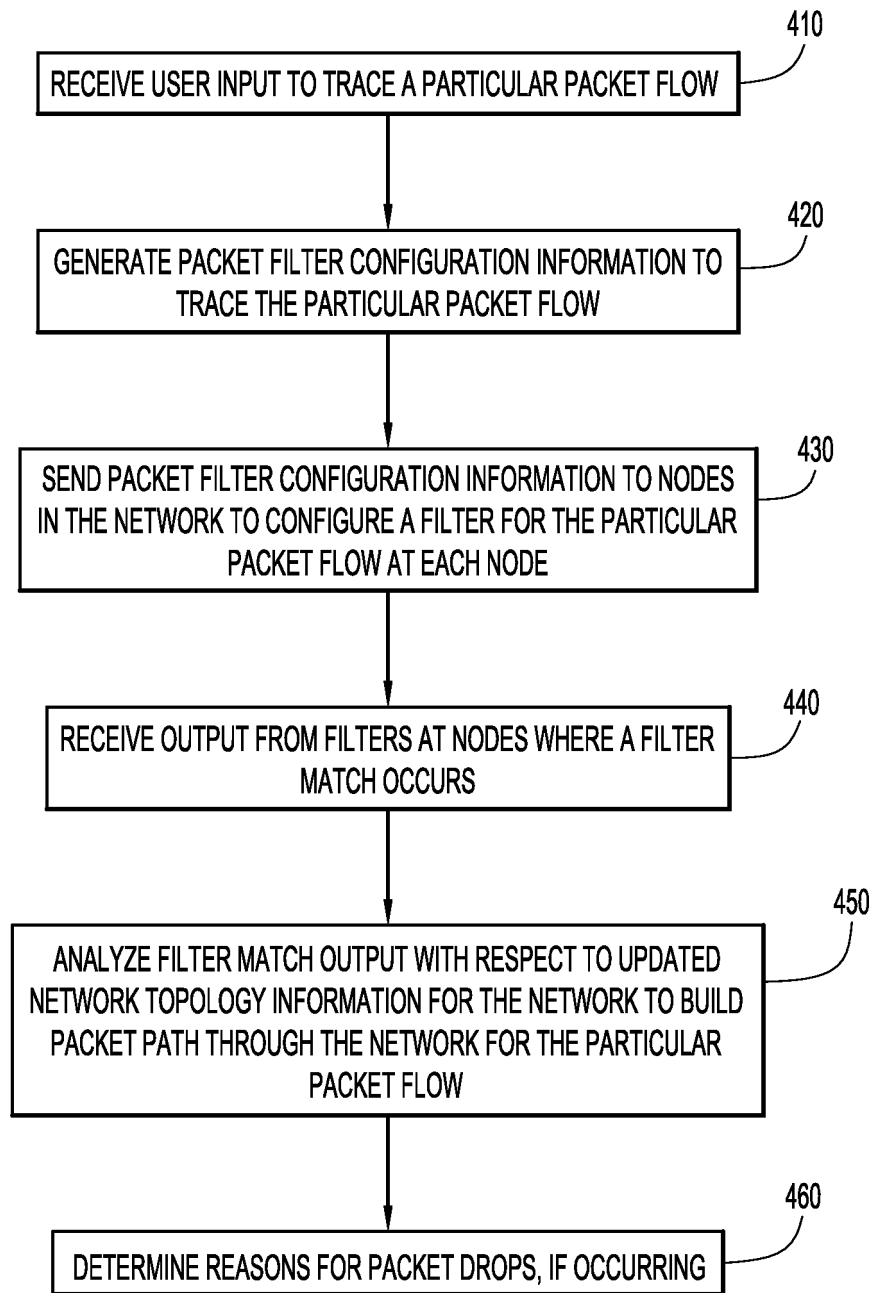 410
RECEIVE USER INPUT TO TRACE A PARTICULAR PACKET FLOW
420
GENERATE PACKET FILTER CONFIGURATION INFORMATION TO
TRACE THE PARTICULAR PACKET FLOW
430
SEND PACKET FILTER CONFIGURATION INFORMATION TO NODES
IN THE NETWORK TO CONFIGURE A FILTER FOR THE PARTICULAR
PACKET FLOW AT EACH NODE
440
RECEIVE OUTPUT FROM FILTERS AT NODES WHERE A FILTER
MATCH OCCURS
450
ANALYZE FILTER MATCH OUTPUT WITH RESPECT TO UPDATED
NETWORK TOPOLOGY INFORMATION FOR THE NETWORK TO BUILD
PACKET PATH THROUGH THE NETWORK FOR THE PARTICULAR
PACKET FLOW
460
DETERMINE REASONS FOR PACKET DROPS, IF OCCURRING